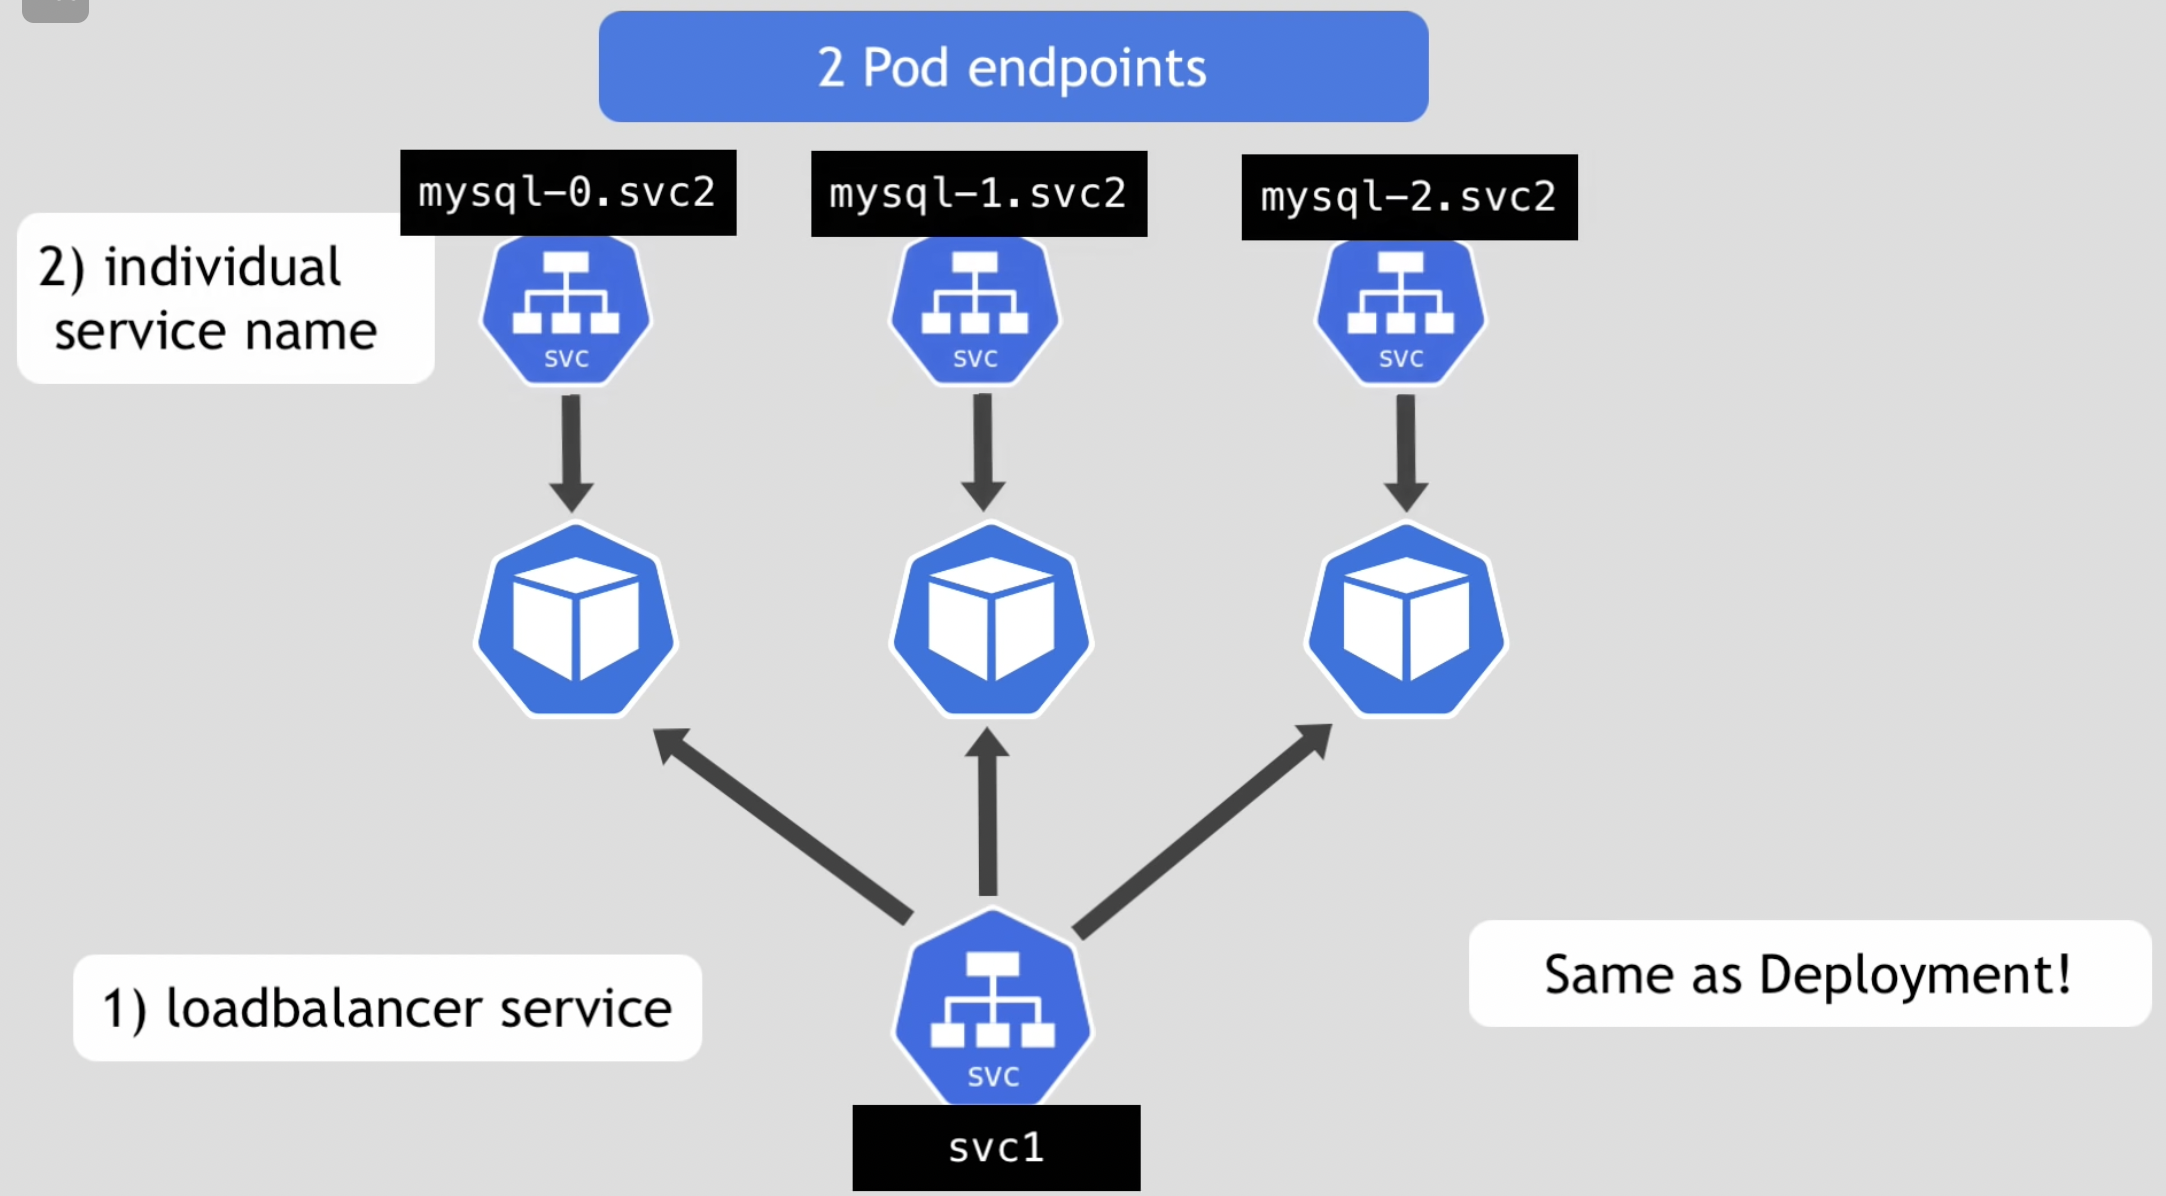 2 Pod endpoints
mysql-0.svc2
mysql-1.svc2
mysql-2.svc2
2) individual
service name
svc
svc
svc
1) loadbalancer service
Same as Deployment!
svc
svc1